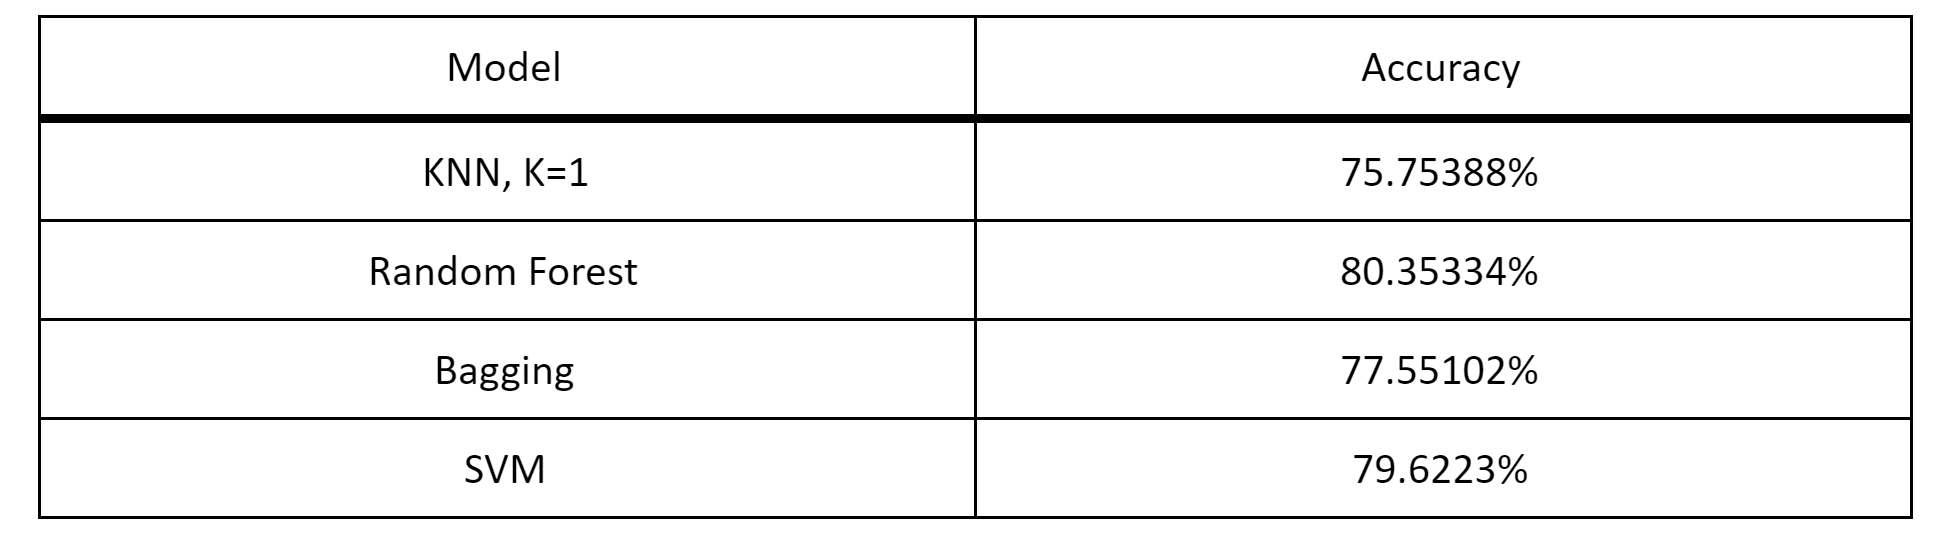 Model Accuracy
KNN, K=1 75.75388%
Random Forest 80.35334%
Bagging 77.55102%
SVM 79.6223%